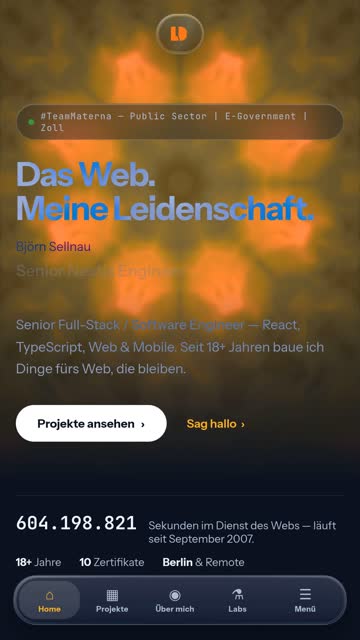 #TeamMaterna — Public Sector | E-Government |
Zoll
Das Web.
Meine Leidenschaft.
Björn Sellnau
Senior
Senior Full-Stack / Software Engineer — React,
TypeScript, Web & Mobile. Seit 18+ Jahren baue ich
Dinge fürs Web, die bleiben.
Projekte ansehen ›
Sag hallo ›
604.198.821
Sekunden im Dienst des Webs — läuft
seit September 2007.
18+ Jahre 10 Zertifikate Berlin & Remote
Home Projekte Über mich Labs Menü